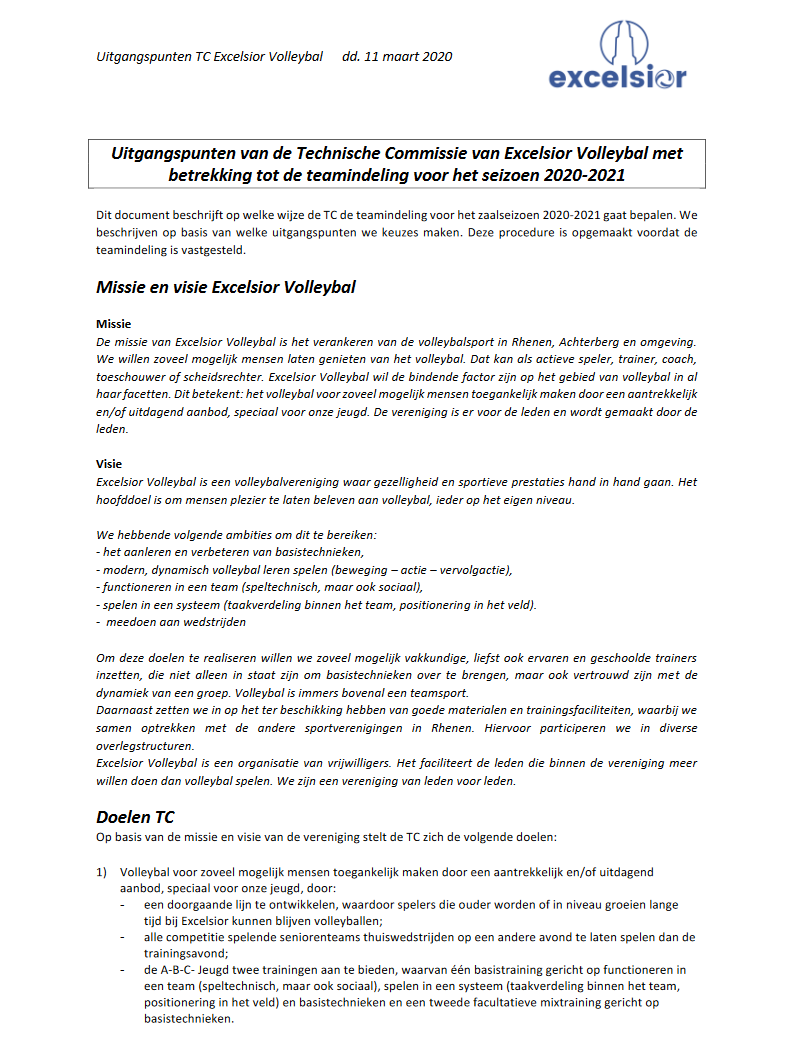 Uitgangspunten TC Excelsior Volleybal dd. 11 maart 2020
excelsior
Uitgangspunten van de Technische Commissie van Excelsior Volleybal met
betrekking tot de teamindeling voor het seizoen 2020-2021
Dit document beschrijft op welke wijze de TC de teamindeling voor het zaalseizoen 2020-2021 gaat bepalen. We
beschrijven op basis van welke uitgangspunten we keuzes maken. Deze procedure is opgemaakt voordat de
teamindeling is vastgesteld.
Missie en visie Excelsior Volleybal
Missie
De missie van Excelsior Volleybal is het verankeren van de volleybalsport in Rhenen, Achterberg en omgeving.
We willen zoveel mogelijk mensen laten genieten van het volleybal. Dat kan als actieve speler, trainer, coach,
toeschouwer of scheidsrechter. Excelsior Volleybal wil de bindende factor zijn op het gebied van volleybal in al
haar facetten. Dit betekent: het volleybal voor zoveel mogelijk mensen toegankelijk maken door een aantrekkelijk
en/of uitdagend aanbod, speciaal voor onze jeugd. De vereniging is er voor de leden en wordt gemaakt door de
leden.
Visie
Excelsior Volleybal is een volleybalvereniging waar gezelligheid en sportieve prestaties hand in hand gaan. Het
hoofddoel is om mensen plezier te laten beleven aan volleybal, ieder op het eigen niveau.
We hebbende volgende ambities om dit te bereiken:
- het aanleren en verbeteren van basistechnieken,
- modern, dynamisch volleybal leren spelen (beweging – actie – vervolgactie),
- functioneren in een team (speltechnisch, maar ook sociaal),
- spelen in een systeem (taakverdeling binnen het team, positionering in het veld).
- meedoen aan wedstrijden
Om deze doelen te realiseren willen we zoveel mogelijk vakkundige, liefst ook ervaren en geschoolde trainers
inzetten, die niet alleen in staat zijn om basistechnieken over te brengen, maar ook vertrouwd zijn met de
dynamiek van een groep. Volleybal is immers bovenal een teamsport.
Daarnaast zetten we in op het ter beschikking hebben van goede materialen en trainingsfaciliteiten, waarbij we
samen optrekken met de andere sportverenigingen in Rhenen. Hiervoor participeren we in diverse
overlegstructuren.
Excelsior Volleybal is een organisatie van vrijwilligers. Het faciliteert de leden die binnen de vereniging meer
willen doen dan volleybal spelen. We zijn een vereniging van leden voor leden.
Doelen TC
Op basis van de missie en visie van de vereniging stelt de TC zich de volgende doelen:
1) Volleybal voor zoveel mogelijk mensen toegankelijk maken door een aantrekkelijk en/of uitdagend
aanbod, speciaal voor onze jeugd, door:
- een doorgaande lijn te ontwikkelen, waardoor spelers die ouder worden of in niveau groeien lange
tijd bij Excelsior kunnen blijven volleyballen;
- alle competitie spelende seniorenteams thuiswedstrijden op een andere avond te laten spelen dan de
trainingsavond;
- de A-B-C- Jeugd twee trainingen aan te bieden, waarvan één basistraining gericht op functioneren in
een team (speltechnisch, maar ook sociaal), spelen in een systeem (taakverdeling binnen het team,
positionering in het veld) en basistechnieken en een tweede facultatieve mixtraining gericht op
basistechnieken.